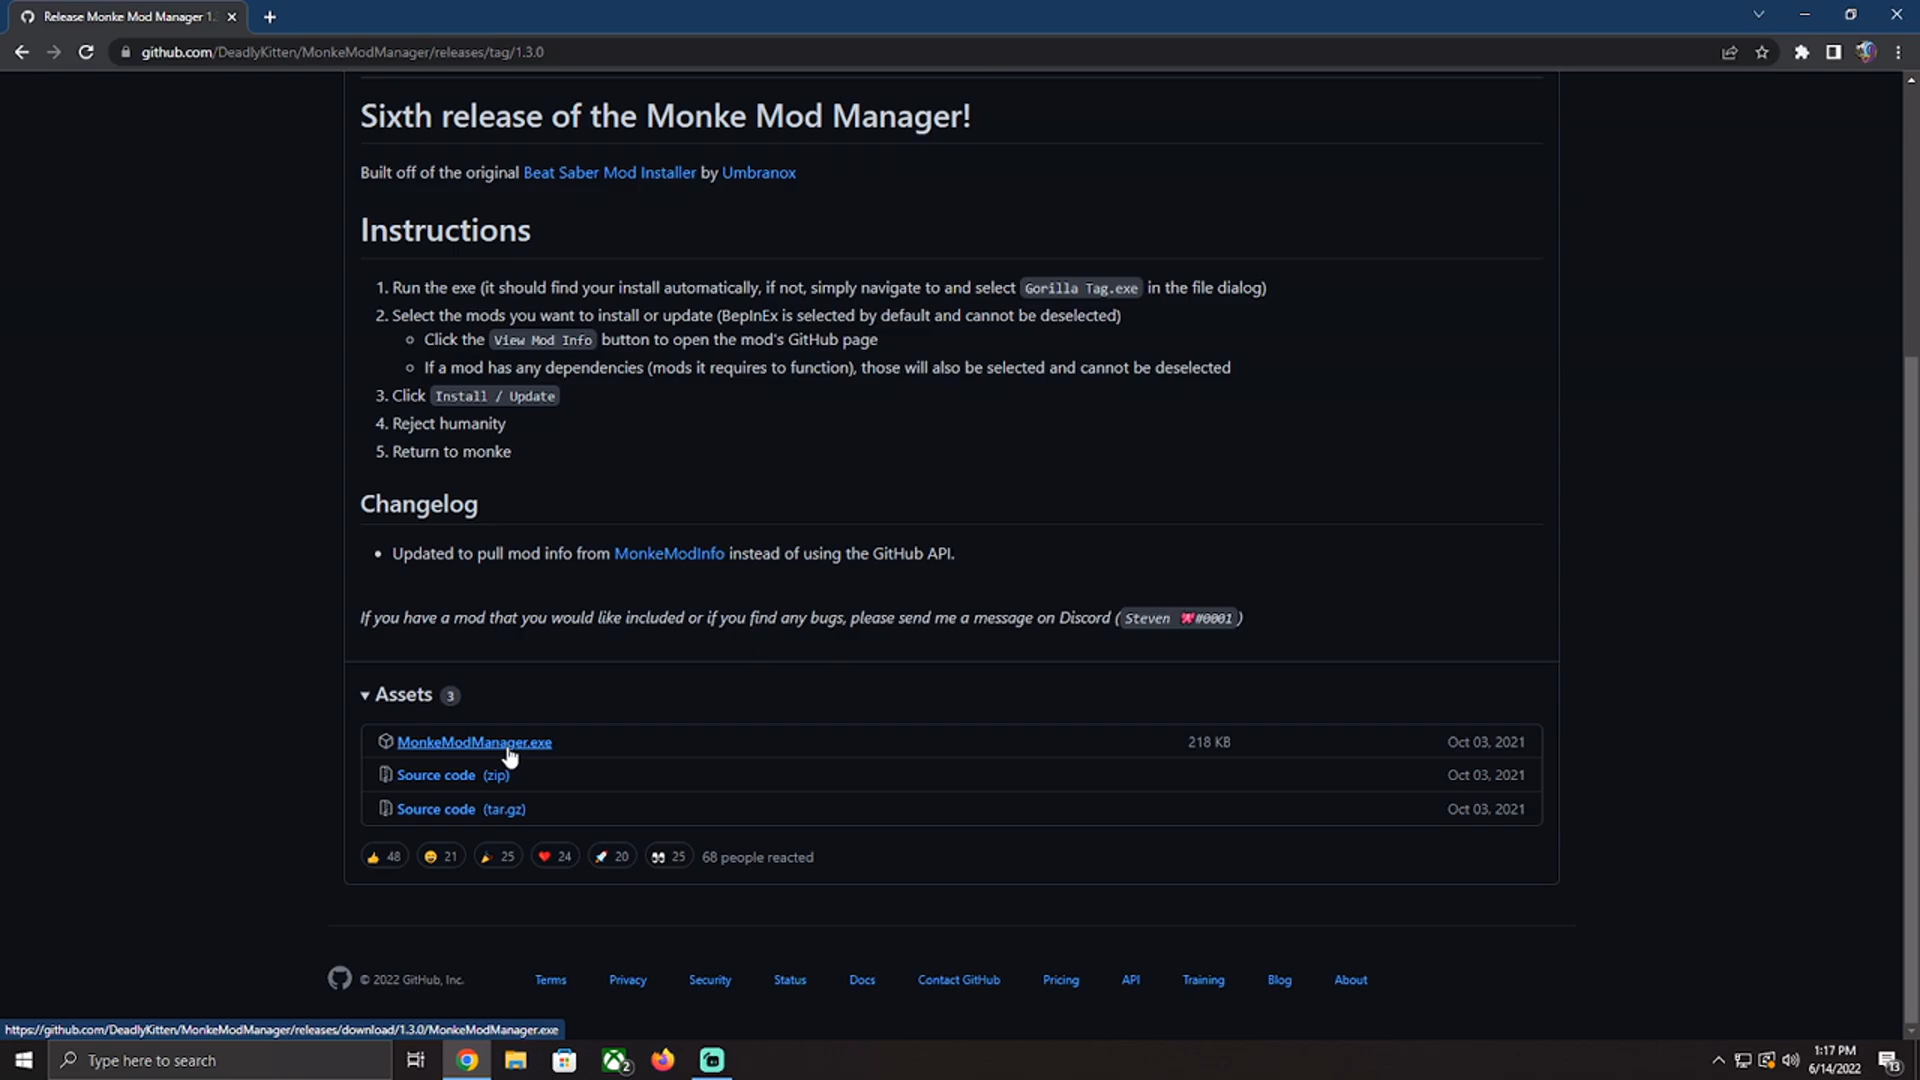 Release Monke Mod Manager 1.
github.com/DeadlyKitten/MonkeModManager/releases/tag/1.3.0
Sixth release of the Monke Mod Manager!
Built off of the original Beat Saber Mod Installer by Umbranox
Instructions
1. Run the exe (it should find your install automatically, if not, simply navigate to and select Gorilla Tag.exe in the file dialog)
2. Select the mods you want to install or update (BepInEx is selected by default and cannot be deselected)
Click the View Mod Info button to open the mod's GitHub page
If a mod has any dependencies (mods it requires to function), those will also be selected and cannot be deselected
3. Click Install / Update
4. Reject humanity
5. Return to monke
Changelog
• Updated to pull mod info from MonkeModInfo instead of using the GitHub API.
If you have a mod that you would like included or if you find any bugs, please send me a message on Discord ( Steven 🎀#0001 )
Assets 3
MonkeModManager.exe 218 KB Oct 03, 2021
Source code (zip) Oct 03, 2021
Source code (tar.gz) Oct 03, 2021
👍 48 😄 21 🎉 25 ❤️ 24 🚀 20 👀 25 68 people reacted
© 2022 GitHub, Inc. Terms Privacy Security Status Docs Contact GitHub Pricing API Training Blog About
https://github.com/DeadlyKitten/MonkeModManager/releases/download/1.3.0/MonkeModManager.exe
Type here to search 2 1:17 PM
6/14/2022 13